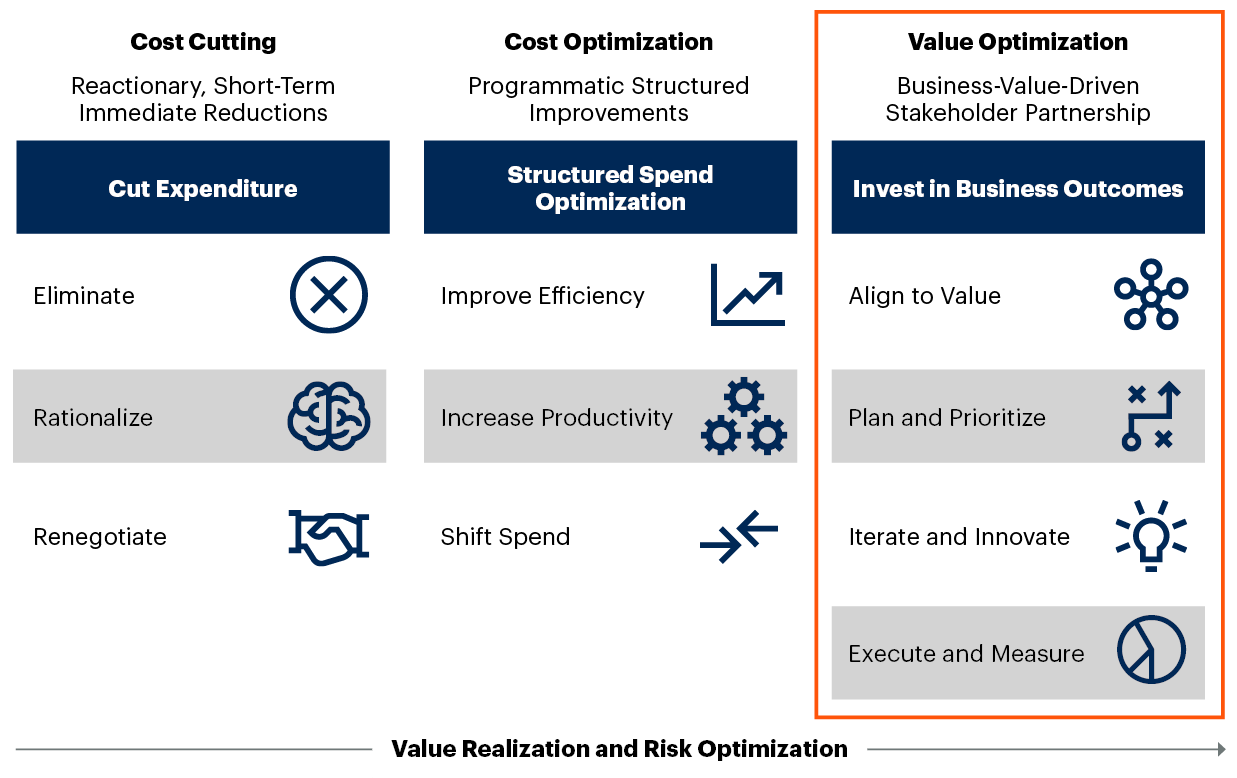 Cost Cutting
Reactionary, Short-Term
Immediate Reductions
Cut Expenditure
Eliminate
Rationalize
Renegotiate
Cost Optimization
Programmatic Structured
Improvements
Structured Spend
Optimization
Improve Efficiency
Increase Productivity
Shift Spend
Value Optimization
Business-Value-Driven
Stakeholder Partnership
Invest in Business Outcomes
Align to Value
Plan and Prioritize
Iterate and Innovate
Execute and Measure
Value Realization and Risk Optimization